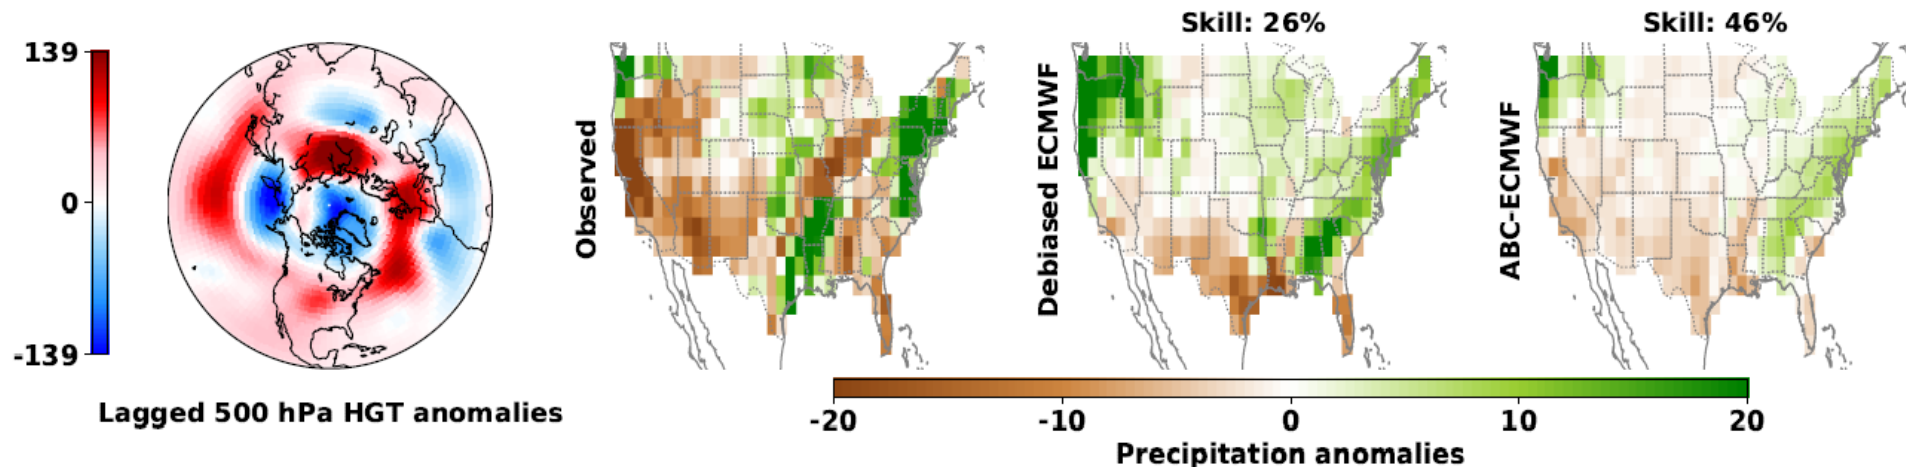 Skill: 26%
Skill: 46%
139
0
-139
Lagged 500 hPa HGT anomalies
Observed
Debiased ECMWF
ABC-ECMWF
-20
-10
0
10
20
Precipitation anomalies